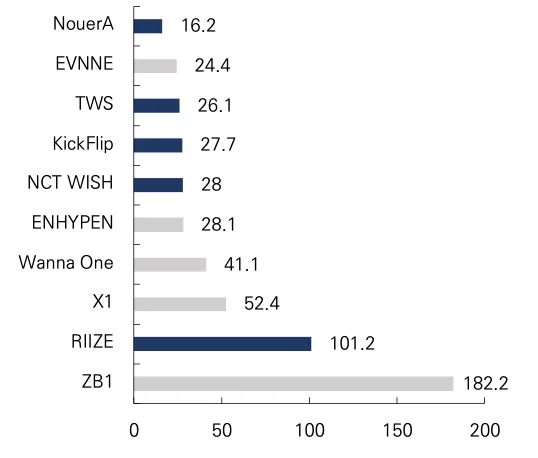 NouerA 16.2
EVNNE 24.4
TWS 26.1
KickFlip 27.7
NCT WISH 28
ENHYPEN 28.1
Wanna One 41.1
X1 52.4
RIIZE 101.2
ZB1 182.2
0 50 100 150 200